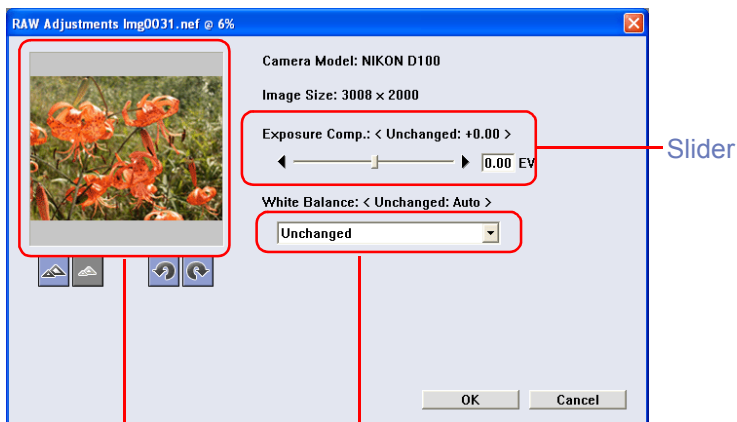 RAW Adjustments Img0031.nef @ 6%
Camera Model: NIKON D100
Image Size: 3008 x 2000
Exposure Comp.: < Unchanged: +0.00 >
0.00 EV
Slider
White Balance: < Unchanged: Auto >
Unchanged
OK Cancel